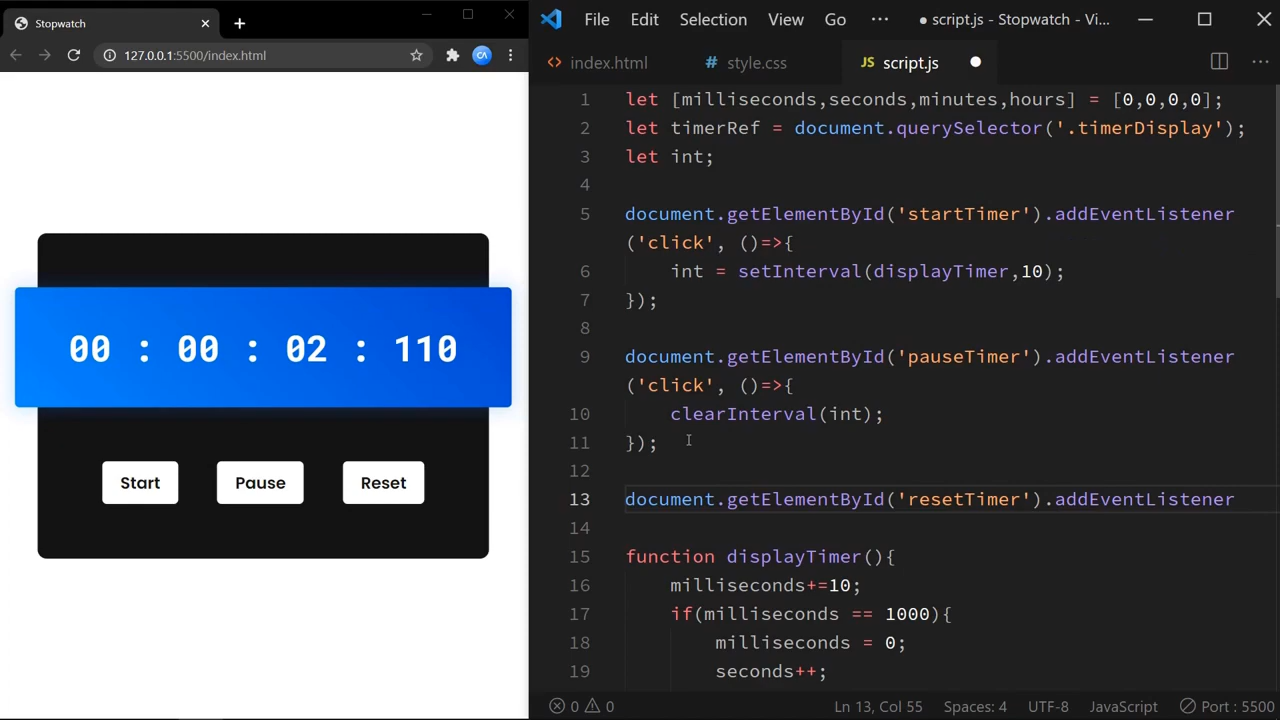 Stopwatch
127.0.0.1:5500/index.html
CA
00 : 00 : 02 : 110
Start Pause Reset
File Edit Selection View Go ··· ● script.js - Stopwatch - Vi...
<> index.html # style.css JS script.js ● ···
1 let [milliseconds,seconds,minutes,hours] = [0,0,0,0];
2 let timerRef = document.querySelector('.timerDisplay');
3 let int;
4
5 document.getElementById('startTimer').addEventListener
('click', ()=>{
6 int = setInterval(displayTimer,10);
7 });
8
9 document.getElementById('pauseTimer').addEventListener
('click', ()=>{
10 clearInterval(int);
11 });
12
13 document.getElementById('resetTimer').addEventListener
14
15 function displayTimer(){
16 milliseconds+=10;
17 if(milliseconds == 1000){
18 milliseconds = 0;
19 seconds++;
0 0 Ln 13, Col 55 Spaces: 4 UTF-8 JavaScript Port : 5500